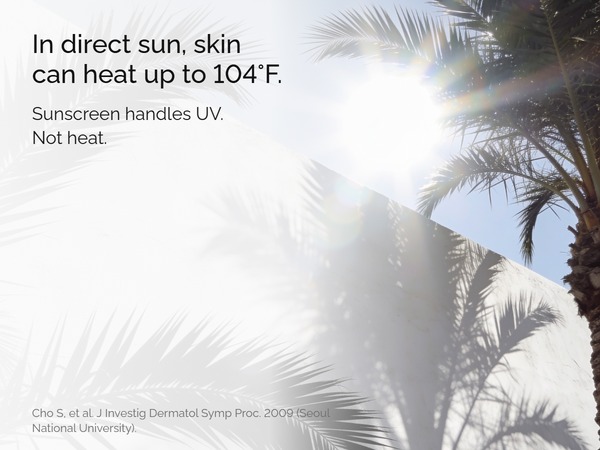 In direct sun, skin
can heat up to 104°F.
Sunscreen handles UV.
Not heat.
Cho S, et al. J Investig Dermatol Symp Proc. 2009 (Seoul
National University).